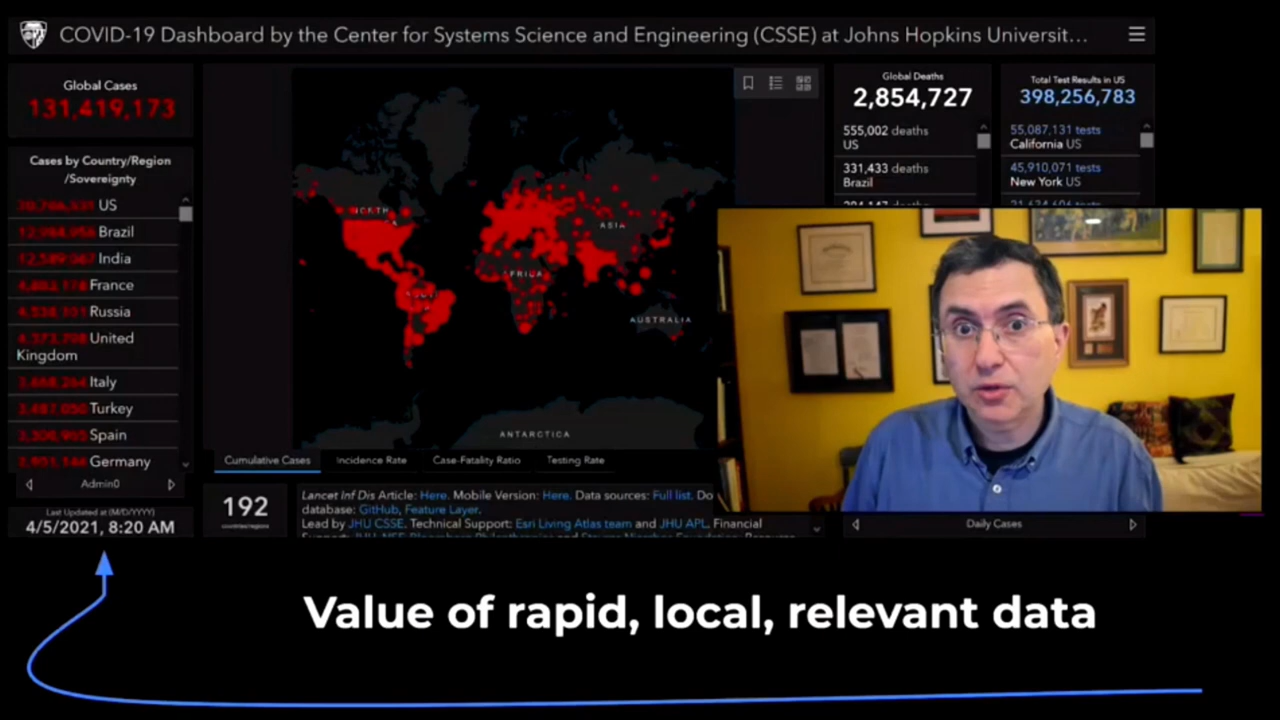 COVID-19 Dashboard by the Center for Systems Science and Engineering (CSSE) at Johns Hopkins Universit...
Global Cases
131,419,173
Cases by Country/Region
/Sovereignty
US
Brazil
India
France
Russia
United
Kingdom
Italy
Turkey
Spain
Germany
Admin0
Last Updated at (M/D/YYYY)
4/5/2021, 8:20 AM
NORTH
ASIA
AFRICA
AUSTRALIA
ANTARCTICA
Cumulative Cases
Incidence Rate
Case-Fatality Ratio
Testing Rate
192
countries/regions
Lancet Inf Dis Article: Here. Mobile Version: Here. Data sources: Full list. Do
database: GitHub, Feature Layer.
Lead by JHU CSSE. Technical Support: Esri Living Atlas team and JHU APL. Financial
Global Deaths
2,854,727
555,002 deaths
US
331,433 deaths
Brazil
Total Test Results in US
398,256,783
55,087,131 tests
California US
45,910,071 tests
New York US
Daily Cases
Value of rapid, local, relevant data